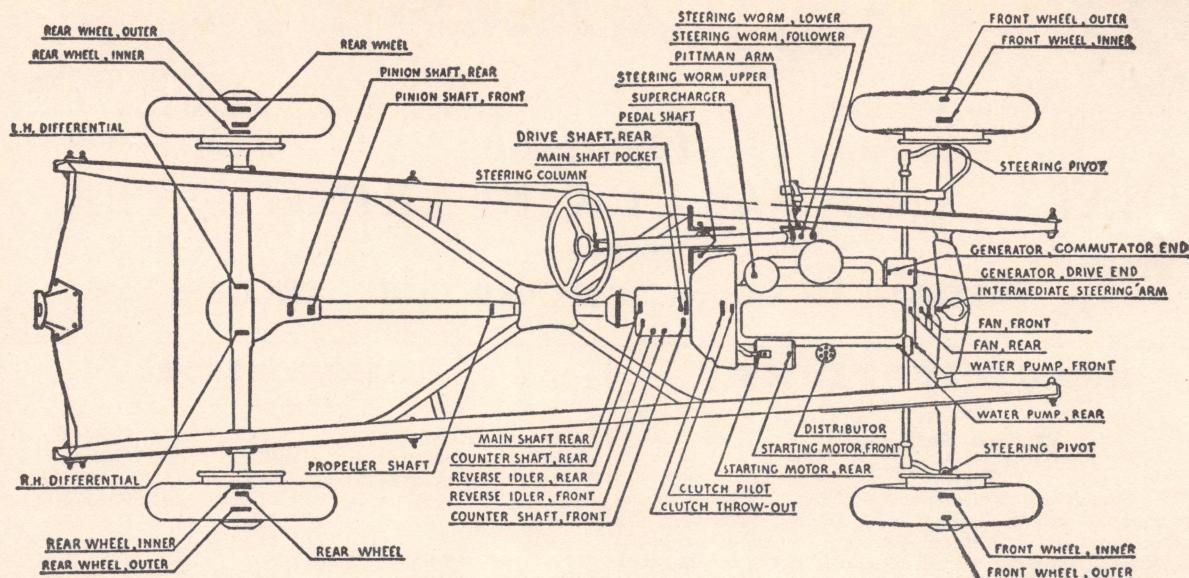 REAR WHEEL, OUTER
REAR WHEEL, INNER
REAR WHEEL
PINION SHAFT, REAR
PINION SHAFT, FRONT
L.H. DIFFERENTIAL
STEERING WORM, LOWER
STEERING WORM, FOLLOWER
PITTMAN ARM
STEERING WORM, UPPER
SUPERCHARGER
PEDAL SHAFT
DRIVE SHAFT, REAR
MAIN SHAFT POCKET
STEERING COLUMN
FRONT WHEEL, OUTER
FRONT WHEEL, INNER
STEERING PIVOT
GENERATOR, COMMUTATOR END
GENERATOR, DRIVE END
INTERMEDIATE STEERING ARM
FAN, FRONT
FAN, REAR
WATER PUMP, FRONT
WATER PUMP, REAR
STEERING PIVOT
DISTRIBUTOR
STARTING MOTOR, FRONT
STARTING MOTOR, REAR
CLUTCH PILOT
CLUTCH THROW-OUT
MAIN SHAFT REAR
COUNTER SHAFT, REAR
REVERSE IDLER, REAR
REVERSE IDLER, FRONT
COUNTER SHAFT, FRONT
PROPELLER SHAFT
R.H. DIFFERENTIAL
REAR WHEEL, INNER
REAR WHEEL, OUTER
REAR WHEEL
FRONT WHEEL, INNER
FRONT WHEEL, OUTER